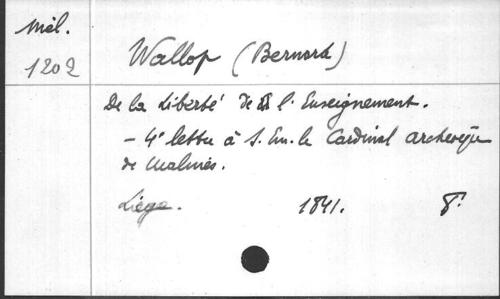 Mél.
1202
Wallop (Bernard)
De la Liberté de l'Enseignement.
- 4e lettre à S. Em. le Cardinal archevêque
de Malines.
Liége.
1841.
8°.